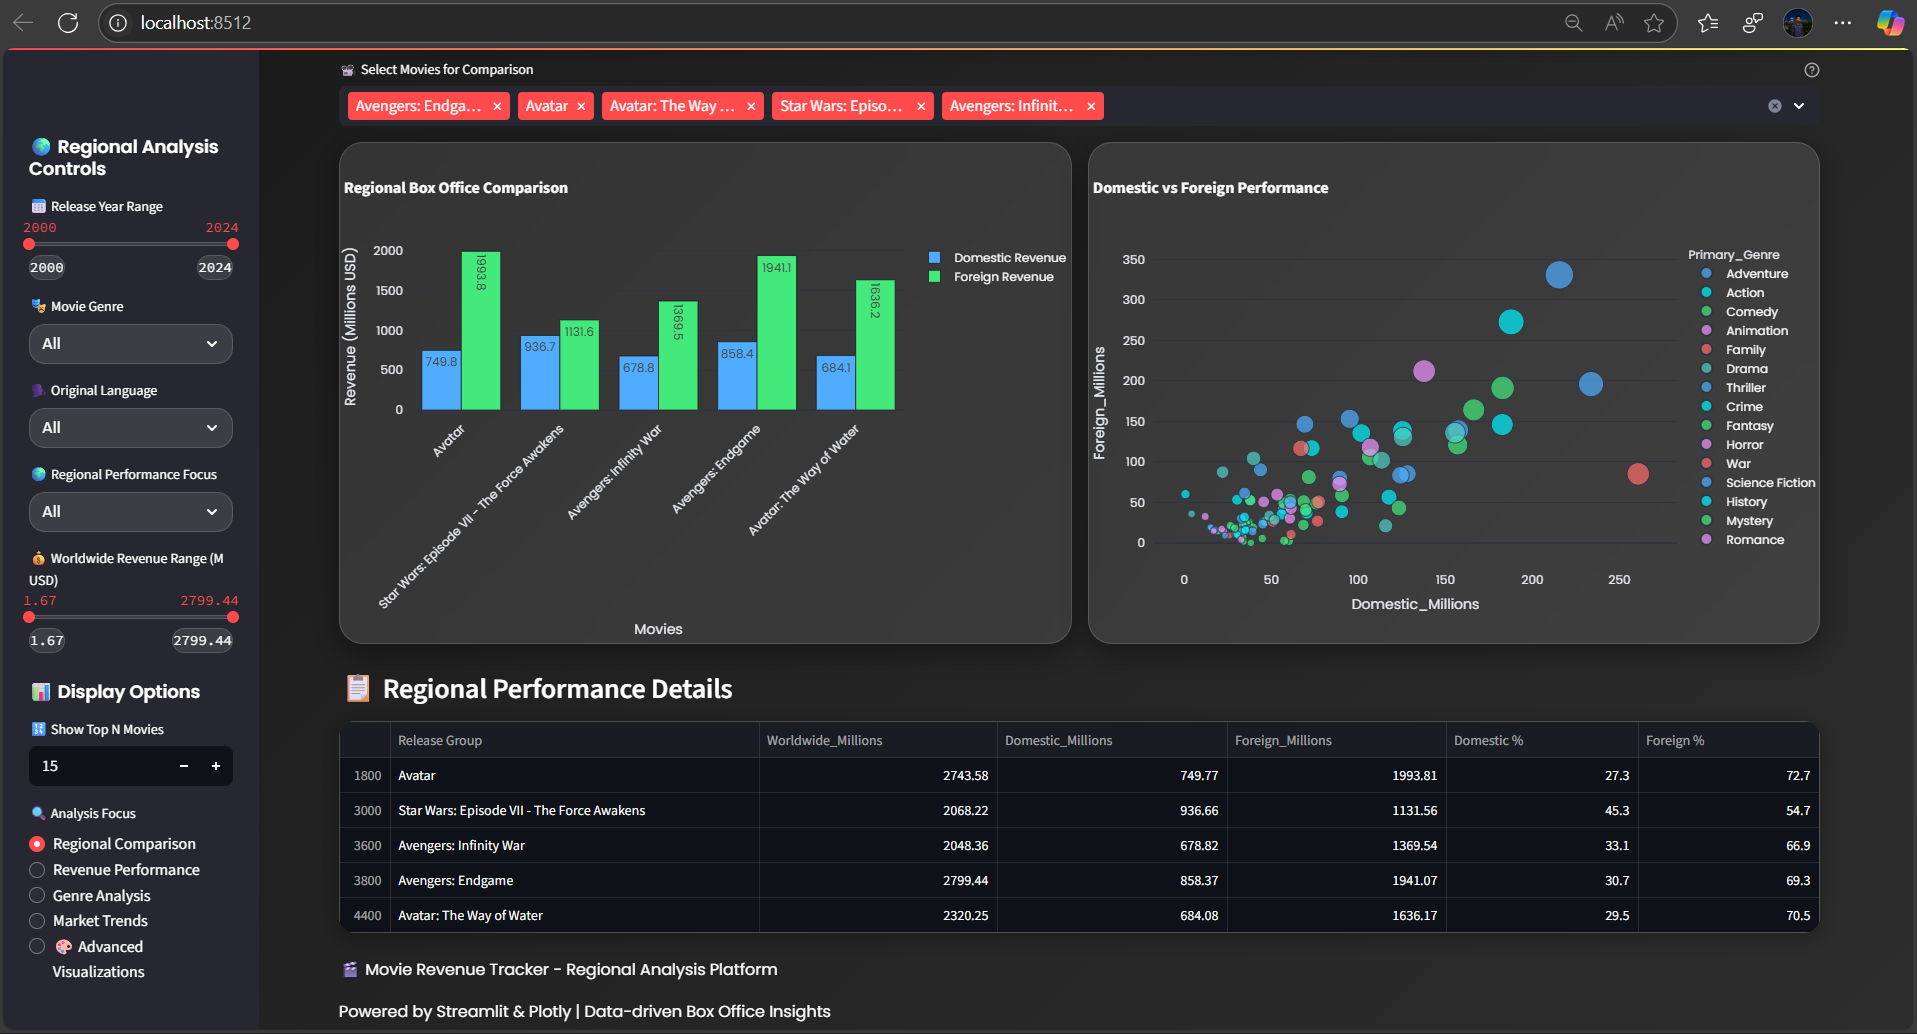 localhost:8512
Regional Analysis
Controls
Release Year Range
2000 2024
2000 2024
Movie Genre
All
Original Language
All
Regional Performance Focus
All
Worldwide Revenue Range (M
USD)
1.67 2799.44
1.67 2799.44
Display Options
Show Top N Movies
15 − +
Analysis Focus
Regional Comparison
Revenue Performance
Genre Analysis
Market Trends
Advanced
Visualizations
Select Movies for Comparison
Avengers: Endga... × Avatar × Avatar: The Way ... × Star Wars: Episo... × Avengers: Infinit... ×
Regional Box Office Comparison
Revenue (Millions USD)
2000
1500
1000
500
0
749.8
1993.8
936.7
1131.6
678.8
1369.5
858.4
1941.1
684.1
1636.2
Avatar
Star Wars: Episode VII - The Force Awakens
Avengers: Infinity War
Avengers: Endgame
Avatar: The Way of Water
Movies
Domestic Revenue
Foreign Revenue
Domestic vs Foreign Performance
Foreign_Millions
350
300
250
200
150
100
50
0
0 50 100 150 200 250
Domestic_Millions
Primary_Genre
Adventure
Action
Comedy
Animation
Family
Drama
Thriller
Crime
Fantasy
Horror
War
Science Fiction
History
Mystery
Romance
Regional Performance Details
Release Group Worldwide_Millions Domestic_Millions Foreign_Millions Domestic % Foreign %
1800 Avatar 2743.58 749.77 1993.81 27.3 72.7
3000 Star Wars: Episode VII - The Force Awakens 2068.22 936.66 1131.56 45.3 54.7
3600 Avengers: Infinity War 2048.36 678.82 1369.54 33.1 66.9
3800 Avengers: Endgame 2799.44 858.37 1941.07 30.7 69.3
4400 Avatar: The Way of Water 2320.25 684.08 1636.17 29.5 70.5
Movie Revenue Tracker - Regional Analysis Platform
Powered by Streamlit & Plotly | Data-driven Box Office Insights